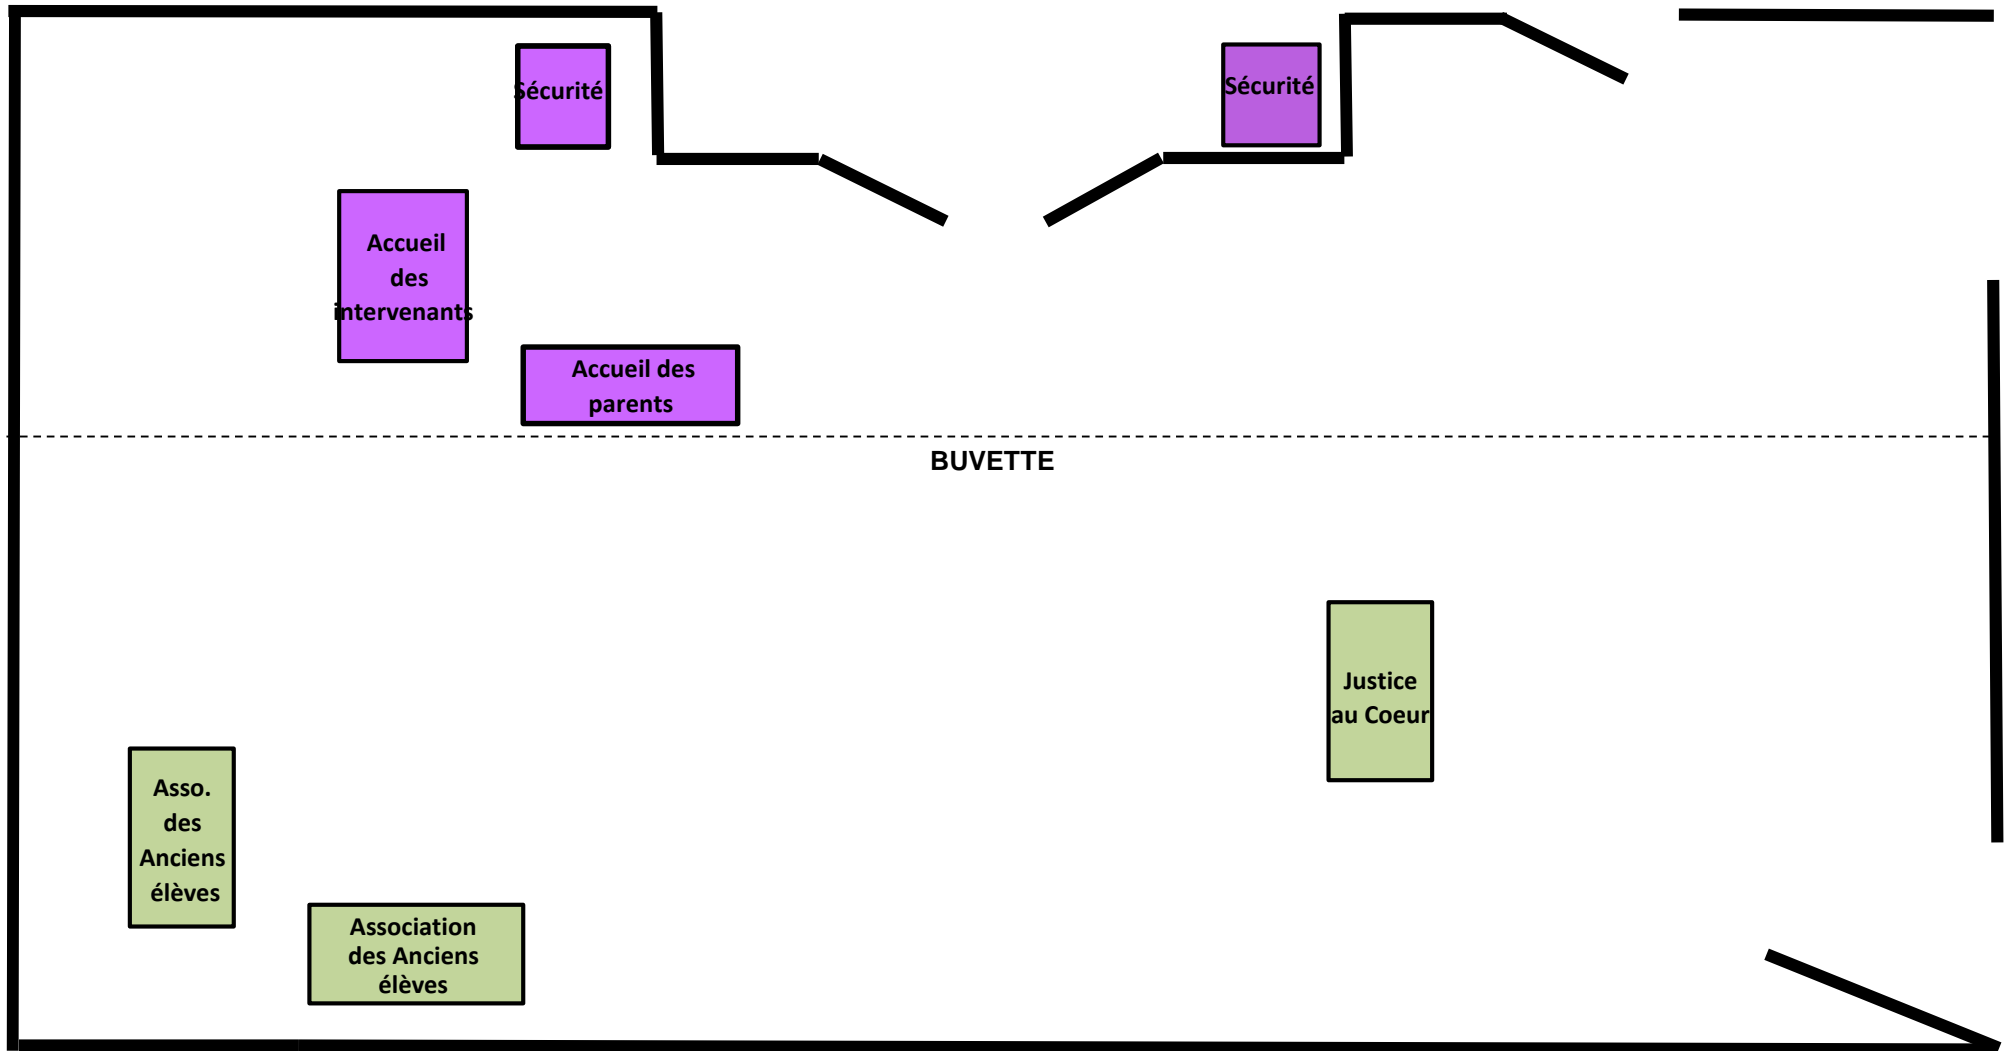 Sécurité
Sécurité
Accueil
des
intervenants
Accueil des
parents
BUVETTE
Justice
au Coeur
Asso.
des
Anciens
élèves
Association
des Anciens
élèves